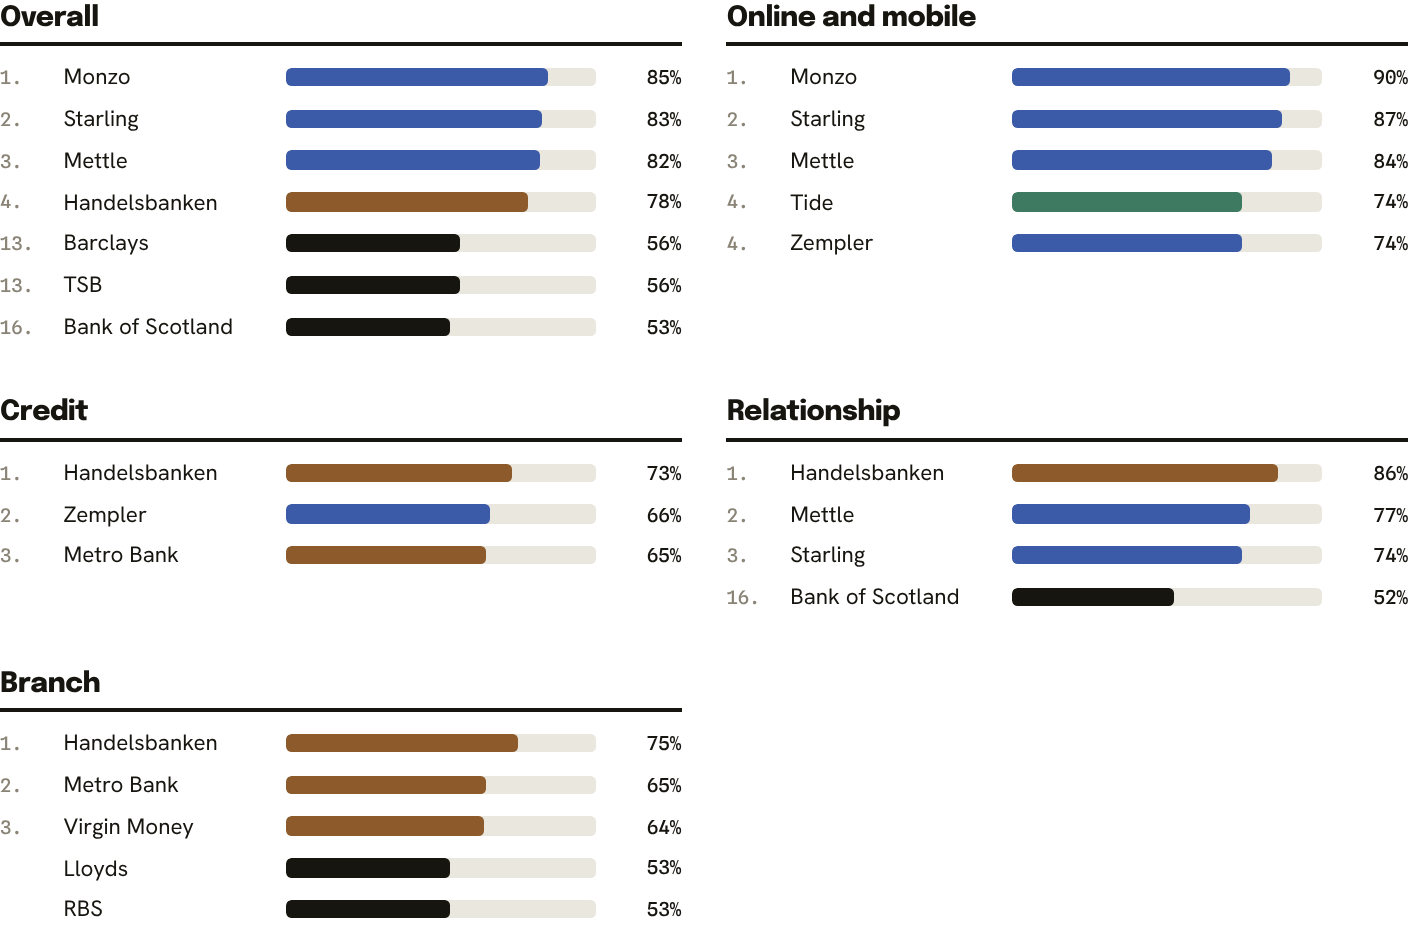 Overall
1. Monzo 85%
2. Starling 83%
3. Mettle 82%
4. Handelsbanken 78%
13. Barclays 56%
13. TSB 56%
16. Bank of Scotland 53%
Online and mobile
1. Monzo 90%
2. Starling 87%
3. Mettle 84%
4. Tide 74%
4. Zempler 74%
Credit
1. Handelsbanken 73%
2. Zempler 66%
3. Metro Bank 65%
Relationship
1. Handelsbanken 86%
2. Mettle 77%
3. Starling 74%
16. Bank of Scotland 52%
Branch
1. Handelsbanken 75%
2. Metro Bank 65%
3. Virgin Money 64%
Lloyds 53%
RBS 53%